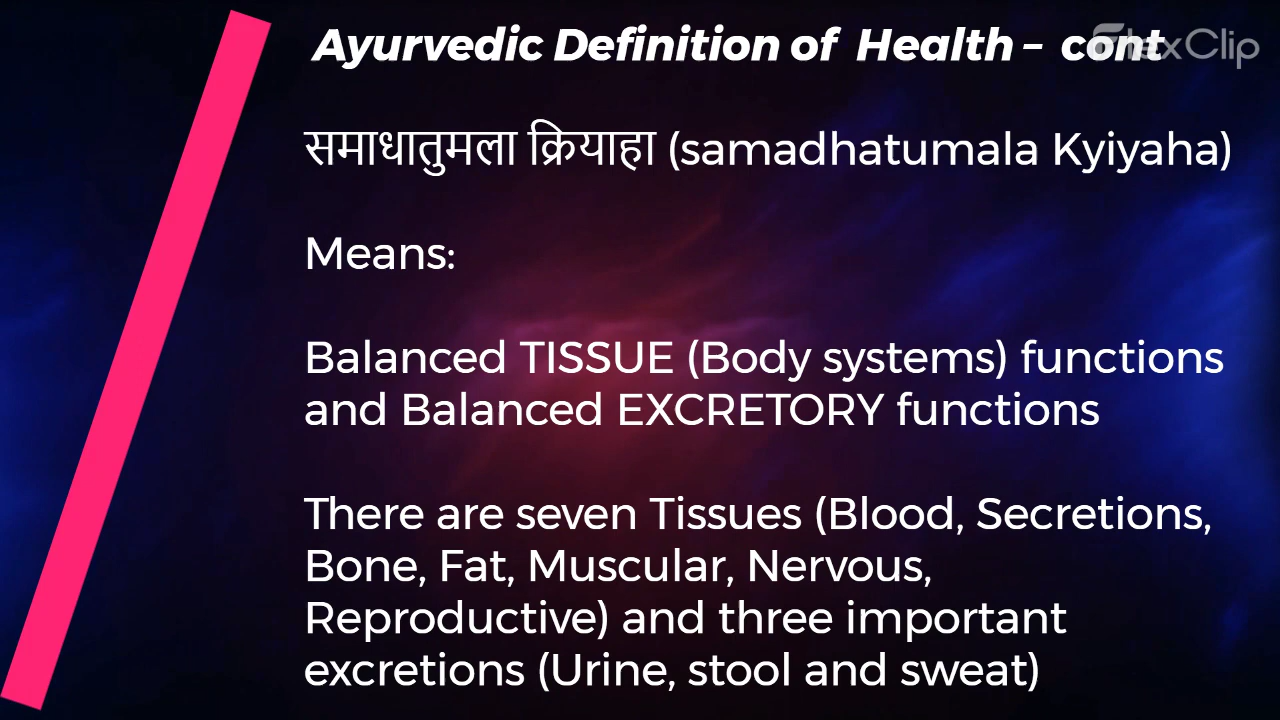 Ayurvedic Definition of Health – cont
FlexClip
समाधातुमला क्रियाहा (samadhatumala Kyiyaha)
Means:
Balanced TISSUE (Body systems) functions
and Balanced EXCRETORY functions
There are seven Tissues (Blood, Secretions,
Bone, Fat, Muscular, Nervous,
Reproductive) and three important
excretions (Urine, stool and sweat)